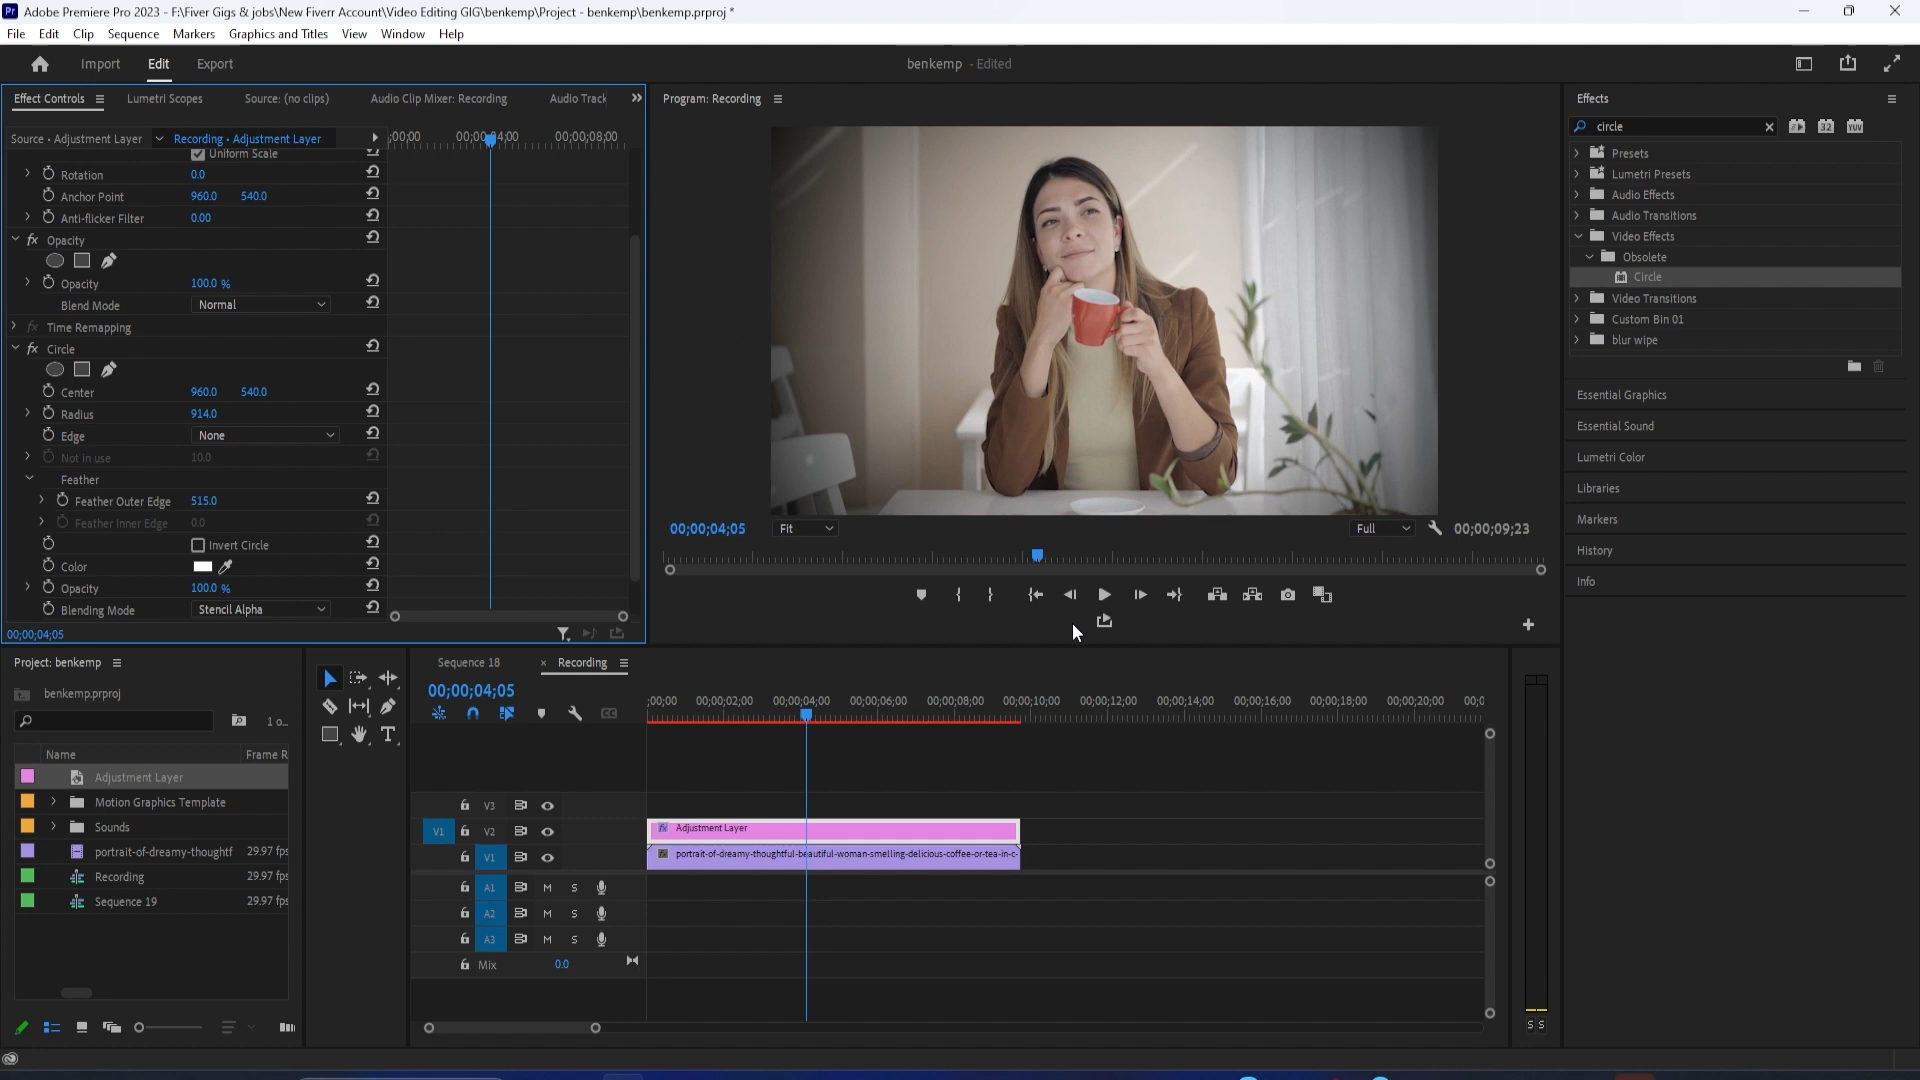 Adobe Premiere Pro 2023 - F:\Fiver Gigs & jobs\New Fiverr Account\Video Editing GIG\benkemp\Project - benkemp\benkemp.prproj *
File Edit Clip Sequence Markers Graphics and Titles View Window Help
Import Edit Export
benkemp - Edited
Effect Controls Lumetri Scopes Source: (no clips) Audio Clip Mixer: Recording Audio Track
Source • Adjustment Layer Recording • Adjustment Layer
;00;00 00;00;04;00 00;00;08;00
Uniform Scale
Rotation 0.0
Anchor Point 960.0 540.0
Anti-flicker Filter 0.00
fx Opacity
Opacity 100.0 %
Blend Mode Normal
fx Time Remapping
fx Circle
Center 960.0 540.0
Radius 914.0
Edge None
Not in use 10.0
Feather
Feather Outer Edge 515.0
Feather Inner Edge 0.0
Invert Circle
Color
Opacity 100.0 %
Blending Mode Stencil Alpha
00;00;04;05
Program: Recording
00;00;04;05 Fit Full 00;00;09;23
Effects
circle
32 YUV
Presets
Lumetri Presets
Audio Effects
Audio Transitions
Video Effects
Obsolete
Circle
Video Transitions
Custom Bin 01
blur wipe
Essential Graphics
Essential Sound
Lumetri Color
Libraries
Markers
History
Info
Project: benkemp
benkemp.prproj
1 o...
Name Frame R
Adjustment Layer
Motion Graphics Template
Sounds
portrait-of-dreamy-thoughtf 29.97 fps
Recording 29.97 fps
Sequence 19 29.97 fps
T
Sequence 18 × Recording
00;00;04;05
;00;00 00;00;02;00 00;00;04;00 00;00;06;00 00;00;08;00 00;00;10;00 00;00;12;00 00;00;14;00 00;00;16;00 00;00;18;00 00;00;20;00 00;0
CC
V3
V1 V2 fx Adjustment Layer
V1 fx portrait-of-dreamy-thoughtful-beautiful-woman-smelling-delicious-coffee-or-tea-in-c-
A1 M S
A2 M S
A3 M S
Mix 0.0
S S